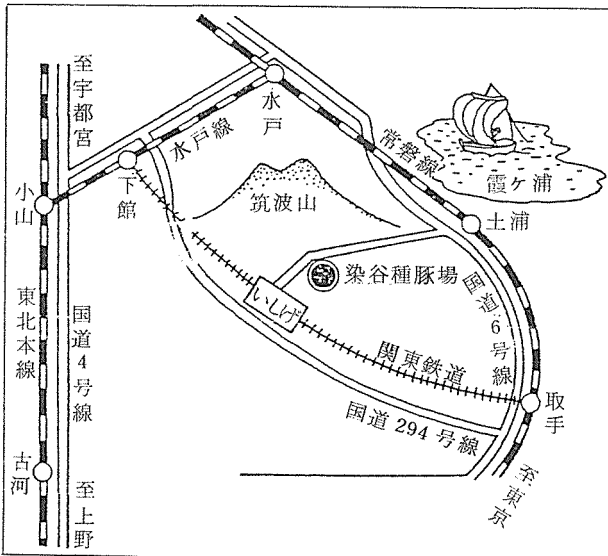 至宇都宮
水戸
水戸線
常磐線
霞ヶ浦
下館
小山
筑波山
土浦
染谷種豚場
いしげ
国道6号線
東北本線
国道4号線
関東鉄道
取手
国道294号線
古河
至上野
至東京